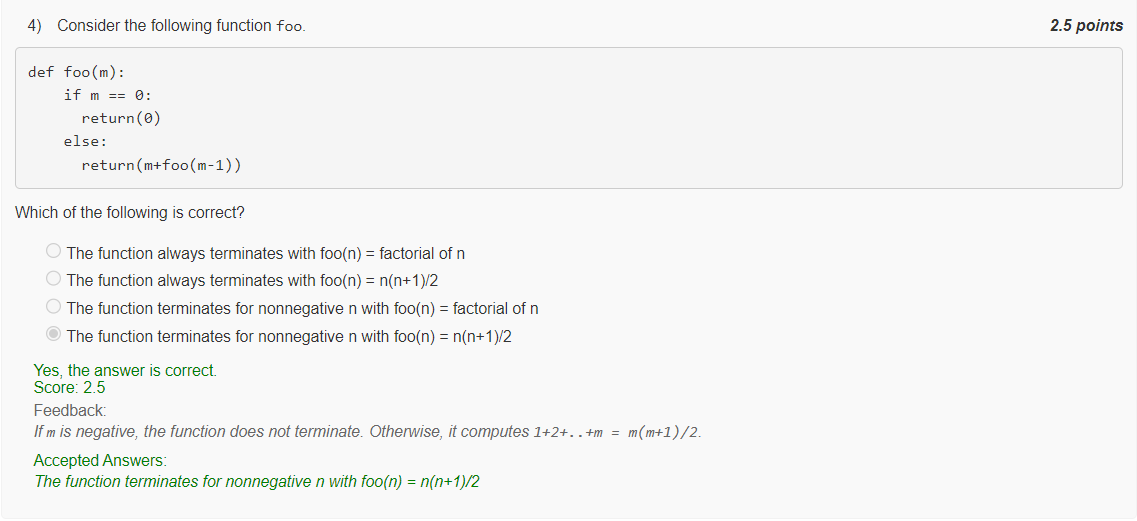 4) Consider the following function foo.
2.5 points
def foo(m):
    if m == 0:
      return(0)
    else:
      return(m+foo(m-1))
Which of the following is correct?
The function always terminates with foo(n) = factorial of n
The function always terminates with foo(n) = n(n+1)/2
The function terminates for nonnegative n with foo(n) = factorial of n
The function terminates for nonnegative n with foo(n) = n(n+1)/2
Yes, the answer is correct.
Score: 2.5
Feedback:
If m is negative, the function does not terminate. Otherwise, it computes 1+2+..+m = m(m+1)/2.
Accepted Answers:
The function terminates for nonnegative n with foo(n) = n(n+1)/2